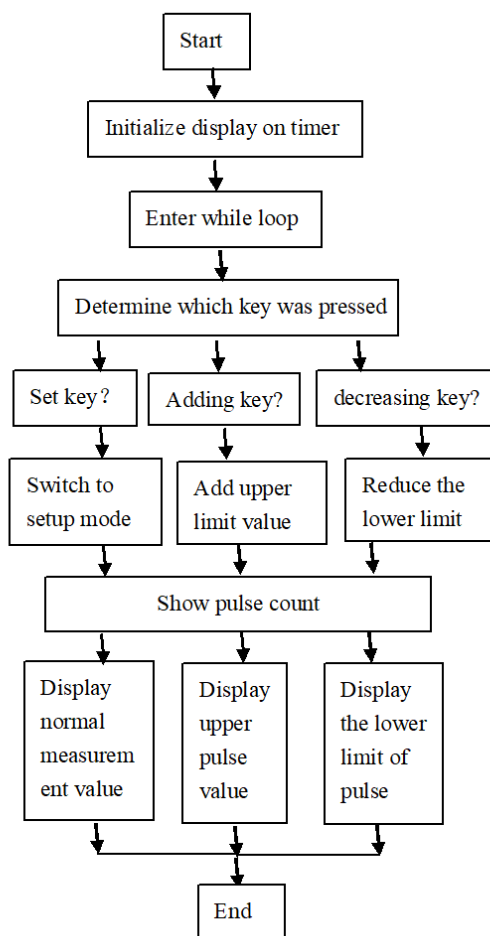 Start
Initialize display on timer
Enter while loop
Determine which key was pressed
Set key?
Adding key?
decreasing key?
Switch to
setup mode
Add upper
limit value
Reduce the
lower limit
Show pulse count
Display
normal
measurem
ent value
Display
upper
pulse
value
Display
the lower
limit of
pulse
End